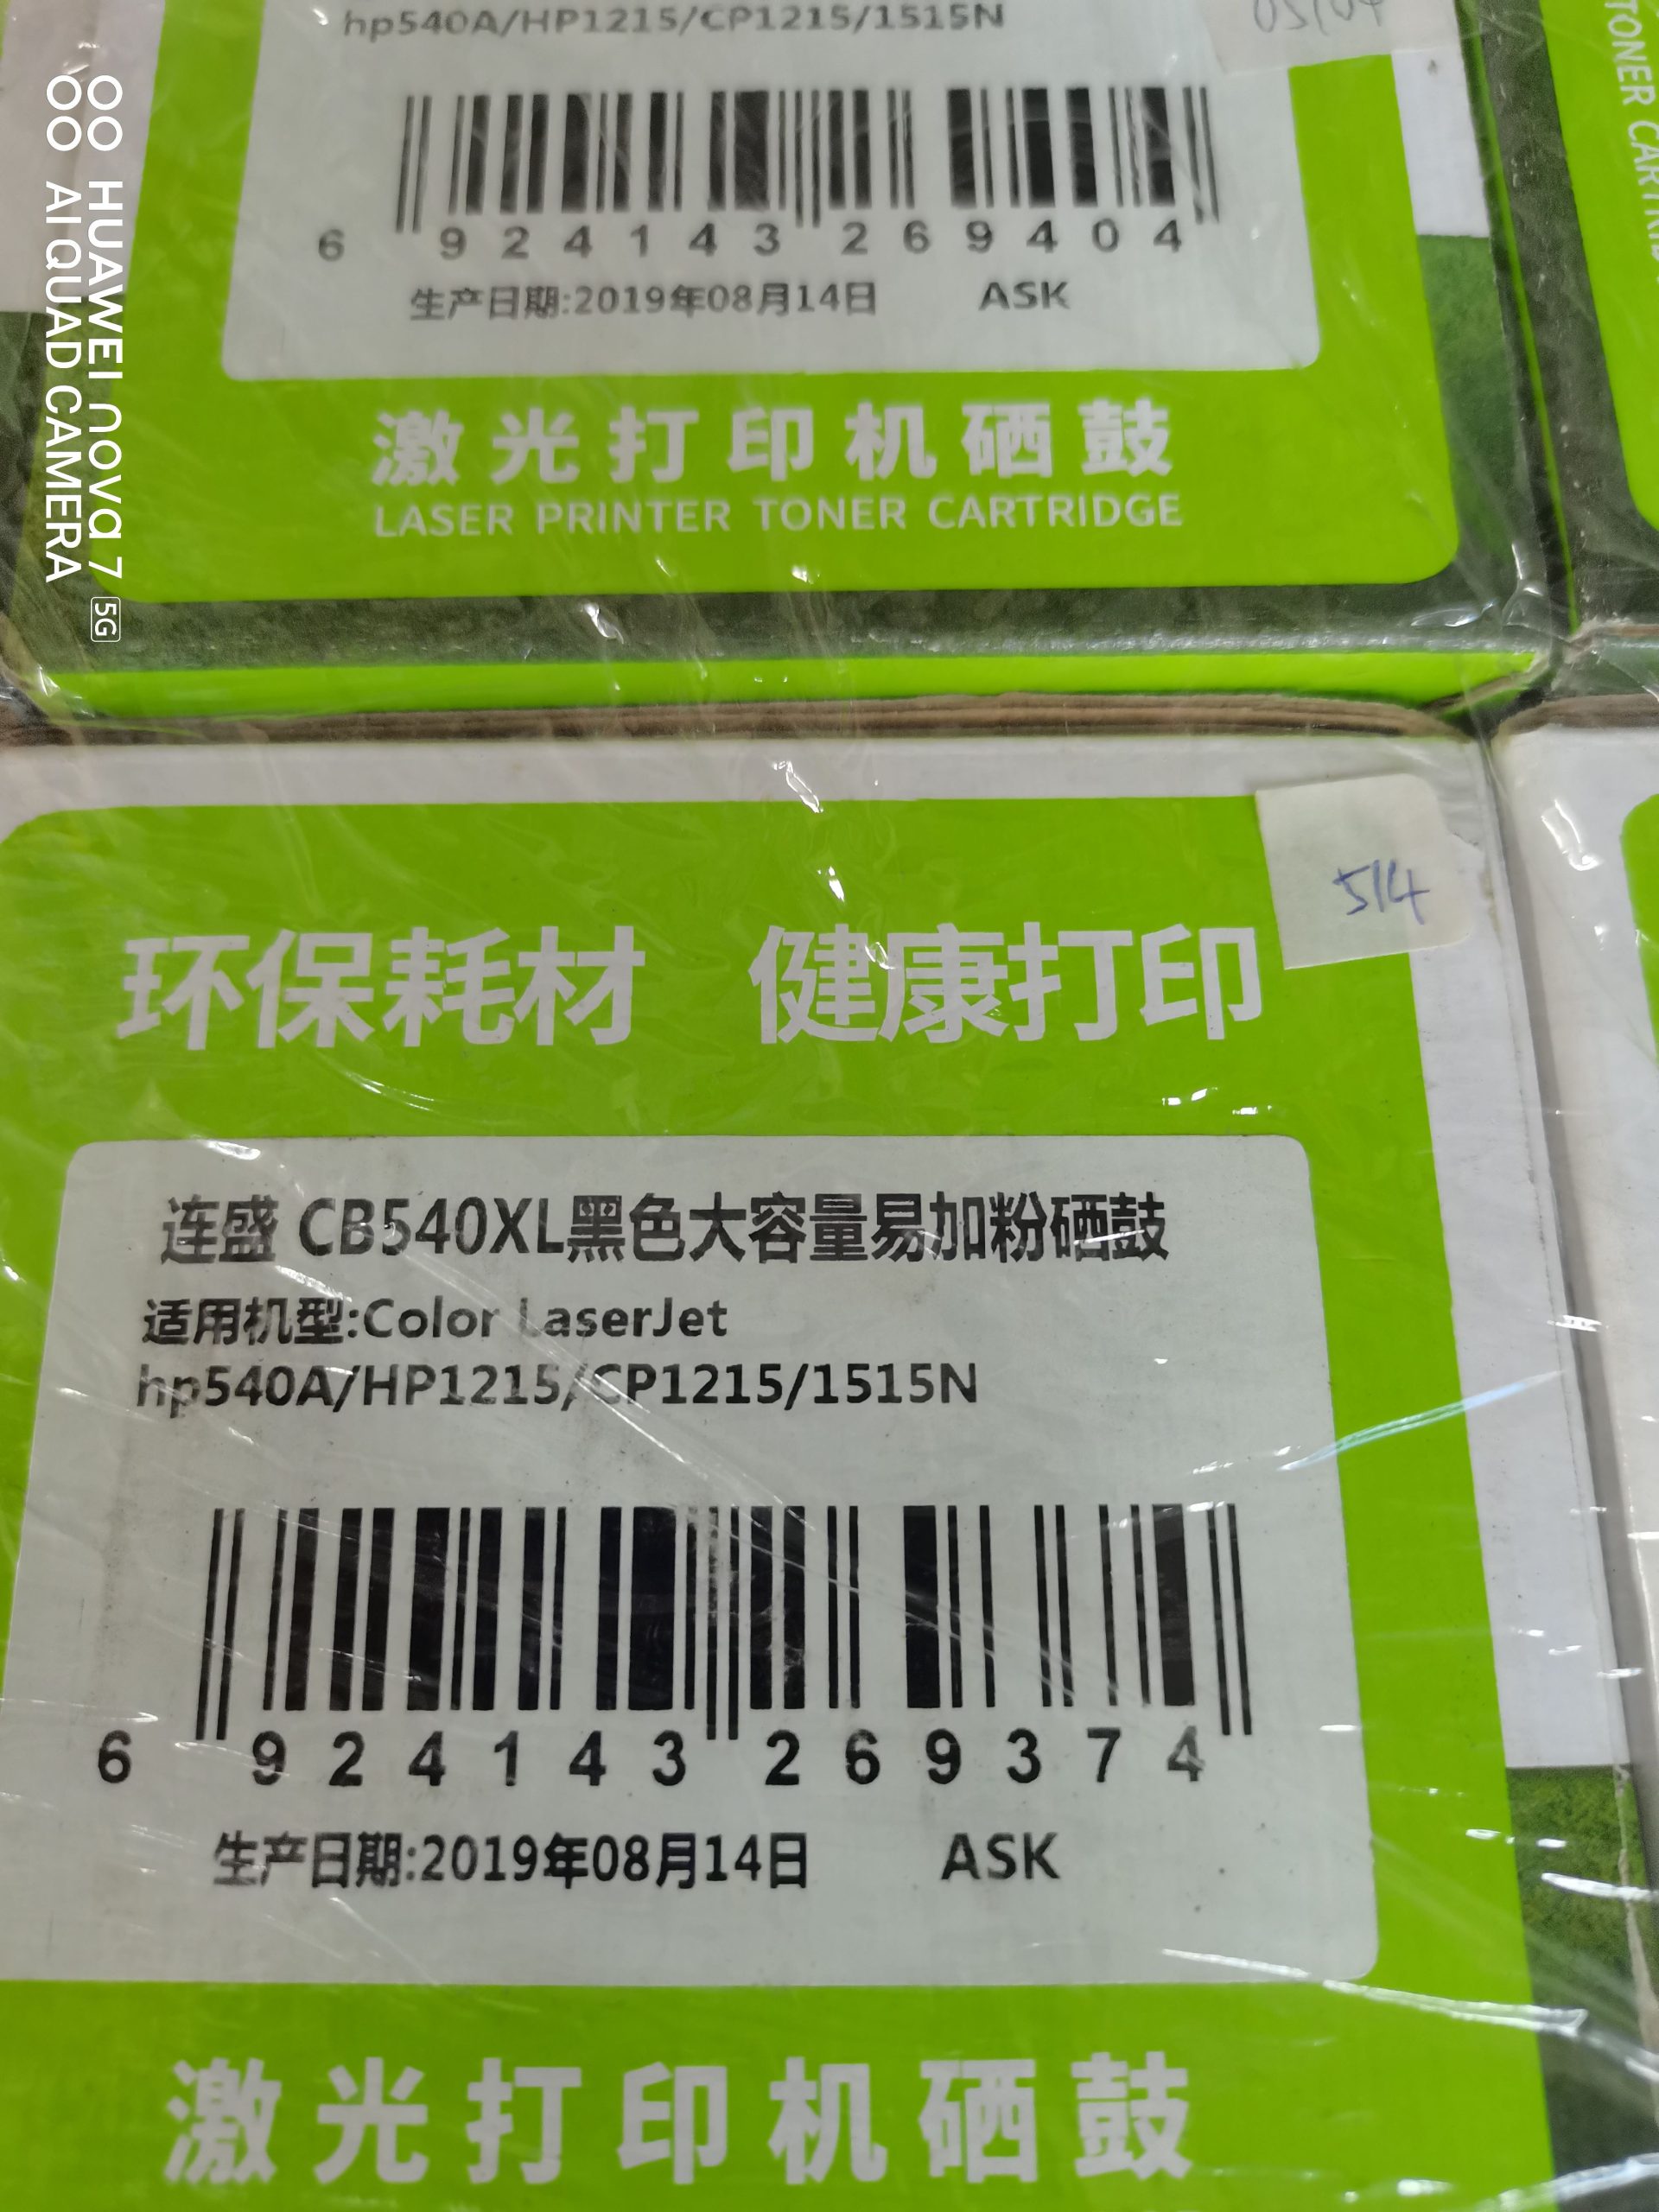 hp540A/HP1215/CP1215/1515N
6 924143 269404
生产日期:2019年08月14日 ASK
激光打印机硒鼓
LASER PRINTER TONER CARTRIDGE
TONER
HUAWEI nova 7 5G
AI QUAD CAMERA
514
环保耗材 健康打印
连盛 CB540XL黑色大容量易加粉硒鼓
适用机型:Color LaserJet
hp540A/HP1215/CP1215/1515N
6 924143 269374
生产日期:2019年08月14日 ASK
激光打印机硒鼓